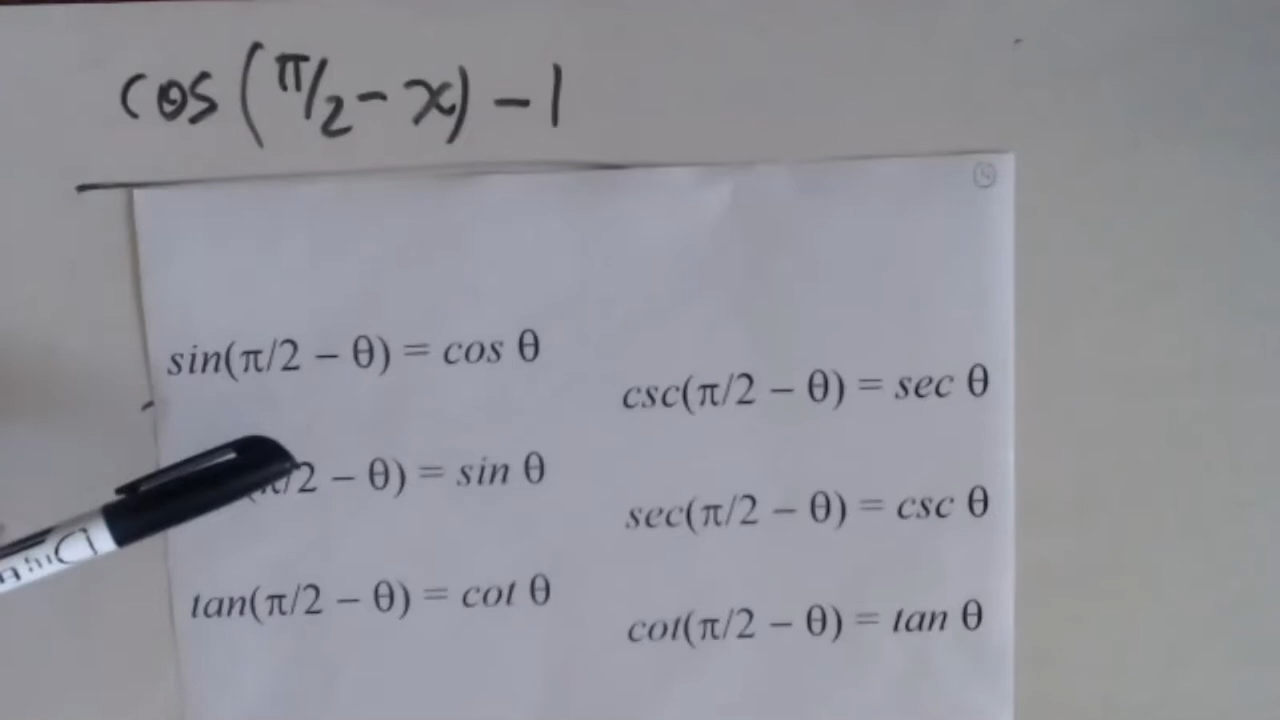 cos(π/2 - x) - 1
sin(π/2 − θ) = cos θ
csc(π/2 − θ) = sec θ
(π/2 − θ) = sin θ
sec(π/2 − θ) = csc θ
tan(π/2 − θ) = cot θ
cot(π/2 − θ) = tan θ